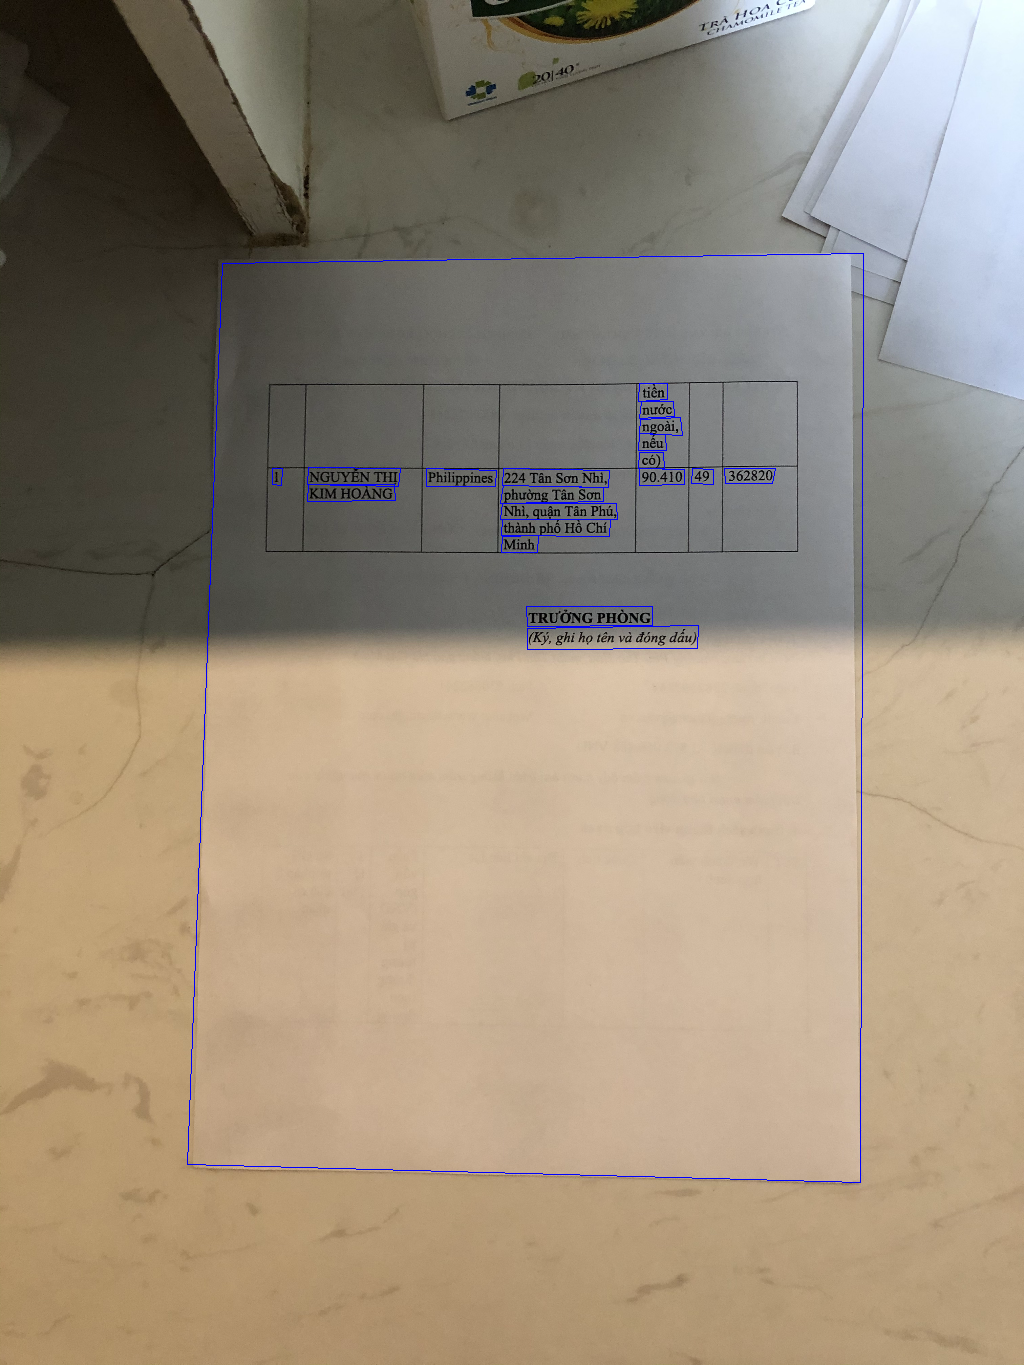 TRÀ HOA C
CHAMOMILE TEA
20|40
tiền
nước
ngoài,
nếu
có)
1 NGUYỄN THỊ KIM HOÀNG Philippines 224 Tân Sơn Nhì, phường Tân Sơn Nhì, quận Tân Phú, thành phố Hồ Chí Minh 90.410 49 362820
TRƯỞNG PHÒNG
(Ký, ghi họ tên và đóng dấu)